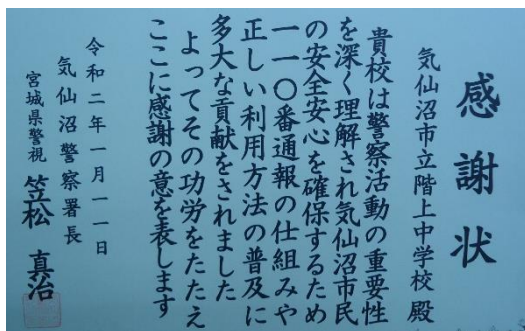 感謝状
気仙沼市立階上中学校 殿
貴校は警察活動の重要性
を深く理解され気仙沼市民
の安全安心を確保するため
一一〇番通報の仕組みや
正しい利用方法の普及に
多大な貢献をされました
よってその功労をたたえ
ここに感謝の意を表します
令和二年一月一一日
気仙沼警察署長
宮城県警視 笠松 真治